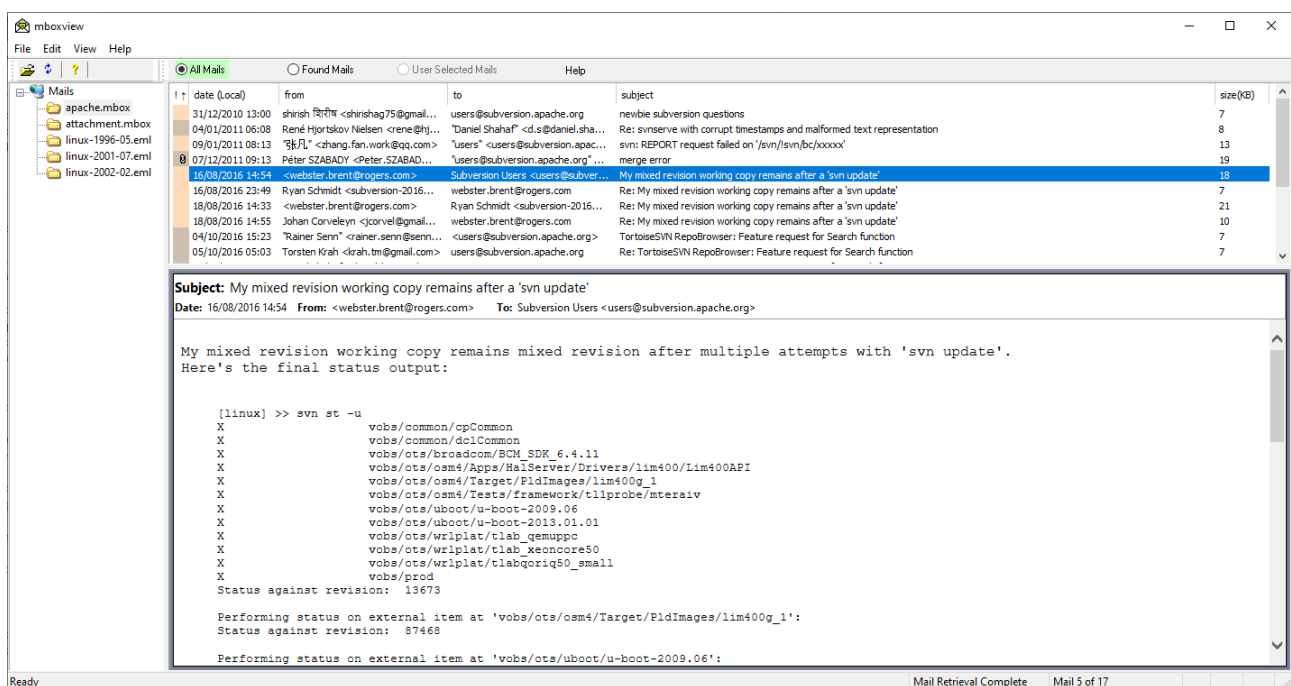 mboxview
File Edit View Help
? All Mails Found Mails User Selected Mails Help
Mails
apache.mbox
attachment.mbox
linux-1996-05.eml
linux-2001-07.eml
linux-2002-02.eml
! ↑ date (Local) from to subject size(KB)
31/12/2010 13:00 shirish शिरीष <shirishag75@gmail... users@subversion.apache.org newbie subversion questions 7
04/01/2011 06:08 René Hjortskov Nielsen <rene@hj... "Daniel Shahaf" <d.s@daniel.sha... Re: svnserve with corrupt timestamps and malformed text representation 8
09/01/2011 08:13 "张凡" <zhang.fan.work@qq.com> "users" <users@subversion.apac... svn: REPORT request failed on '/svn/!svn/bc/xxxxx' 13
07/12/2011 09:13 Péter SZABADY <Peter.SZABAD... "users@subversion.apache.org" ... merge error 19
16/08/2016 14:54 <webster.brent@rogers.com> Subversion Users <users@subver... My mixed revision working copy remains after a 'svn update' 18
16/08/2016 23:49 Ryan Schmidt <subversion-2016... webster.brent@rogers.com Re: My mixed revision working copy remains after a 'svn update' 7
18/08/2016 14:33 <webster.brent@rogers.com> Ryan Schmidt <subversion-2016... Re: My mixed revision working copy remains after a 'svn update' 21
18/08/2016 14:55 Johan Corveleyn <jcorvel@gmail... webster.brent@rogers.com Re: My mixed revision working copy remains after a 'svn update' 10
04/10/2016 15:23 "Rainer Senn" <rainer.senn@senn... <users@subversion.apache.org> TortoiseSVN RepoBrowser: Feature request for Search function 7
05/10/2016 05:03 Torsten Krah <krah.tm@gmail.com> users@subversion.apache.org Re: TortoiseSVN RepoBrowser: Feature request for Search function 7
Subject: My mixed revision working copy remains after a 'svn update'
Date: 16/08/2016 14:54 From: <webster.brent@rogers.com> To: Subversion Users <users@subversion.apache.org>
My mixed revision working copy remains mixed revision after multiple attempts with 'svn update'.
Here's the final status output:
[linux] >> svn st -u
X vobs/common/cpCommon
X vobs/common/dclCommon
X vobs/ots/broadcom/BCM_SDK_6.4.11
X vobs/ots/osm4/Apps/HalServer/Drivers/lim400/Lim400API
X vobs/ots/osm4/Target/PldImages/lim400g_1
X vobs/ots/osm4/Tests/framework/tl1probe/mteraiv
X vobs/ots/uboot/u-boot-2009.06
X vobs/ots/uboot/u-boot-2013.01.01
X vobs/ots/wrlplat/tlab_qemuppc
X vobs/ots/wrlplat/tlab_xeoncore50
X vobs/ots/wrlplat/tlabqoriq50_small
X vobs/prod
Status against revision: 13673
Performing status on external item at 'vobs/ots/osm4/Target/PldImages/lim400g_1':
Status against revision: 87468
Performing status on external item at 'vobs/ots/uboot/u-boot-2009.06':
Ready Mail Retrieval Complete Mail 5 of 17